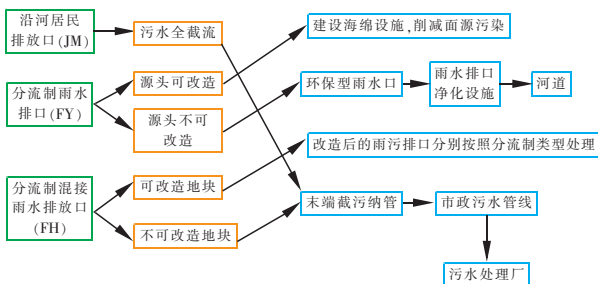 沿河居民
排放口(JM)
污水全截流
建设海绵设施,削减面源污染
分流制雨水
排口(FY)
源头可改造
源头不可
改造
环保型雨水口
雨水排口
净化设施
河道
改造后的雨污排口分别按照分流制类型处理
分流制混接
雨水排放口
(FH)
可改造地块
不可改造地块
末端截污纳管
市政污水管线
污水处理厂